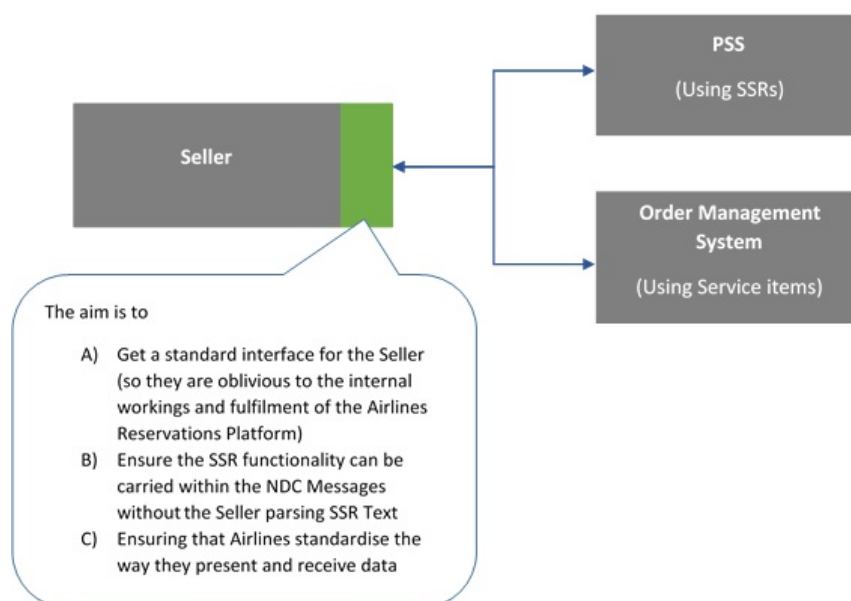 PSS
(Using SSRs)
Seller
Order Management
System
(Using Service items)
The aim is to
A) Get a standard interface for the Seller
(so they are oblivious to the internal
workings and fulfilment of the Airlines
Reservations Platform)
B) Ensure the SSR functionality can be
carried within the NDC Messages
without the Seller parsing SSR Text
C) Ensuring that Airlines standardise the
way they present and receive data